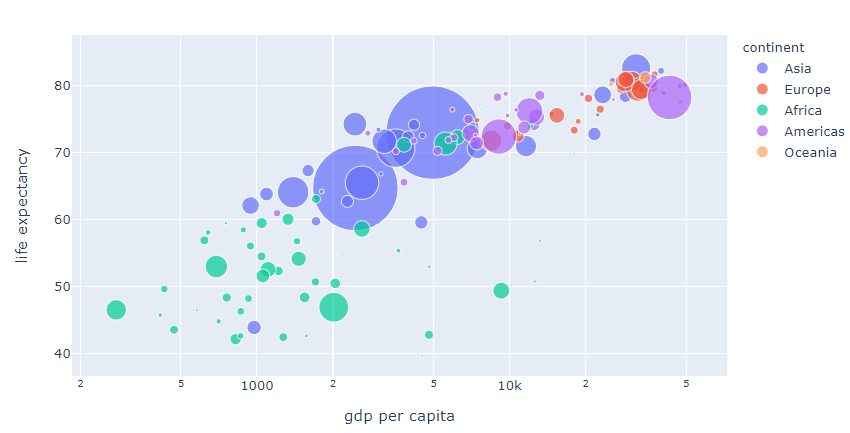 continent
Asia
Europe
Africa
Americas
Oceania
life expectancy
80
70
60
50
40
2 5 1000 2 5 10k 2 5
gdp per capita